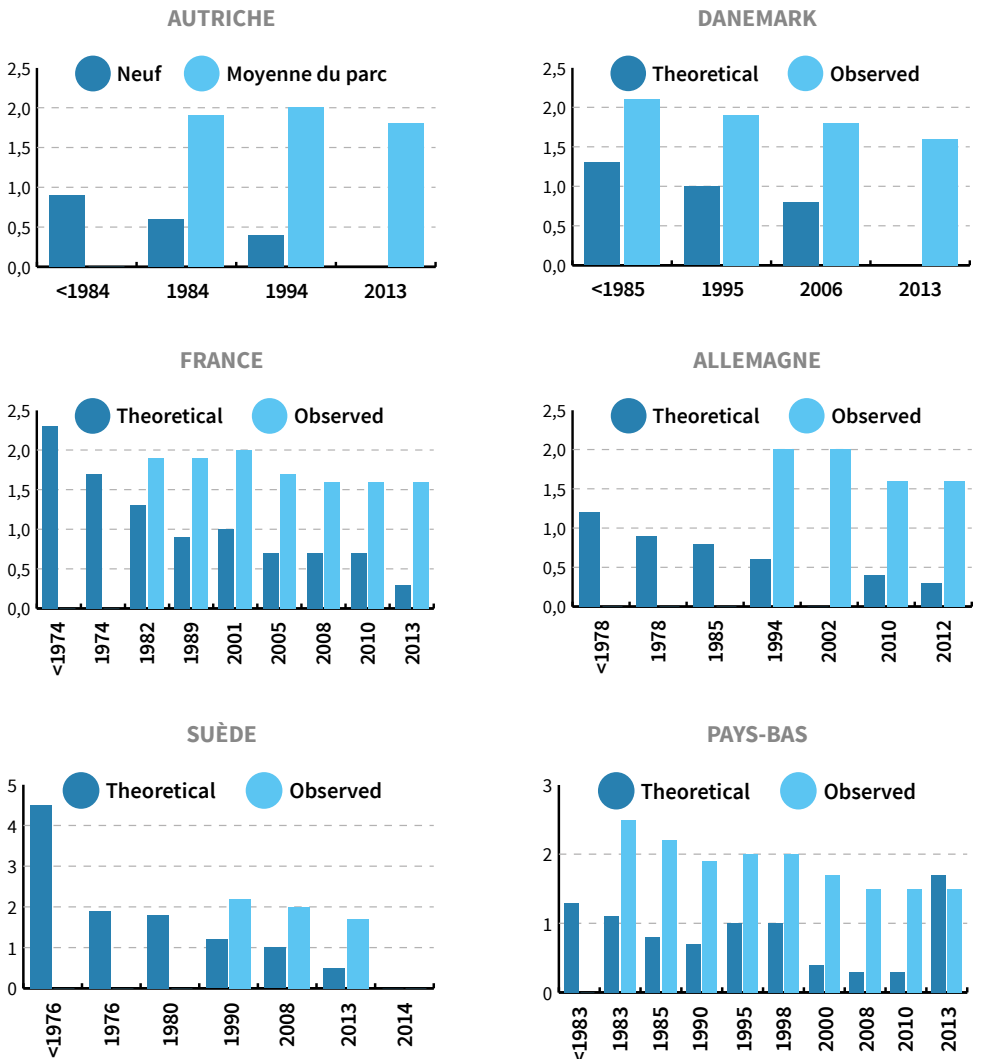 AUTRICHE
Neuf Moyenne du parc
2,5
2,0
1,5
1,0
0,5
0,0
<1984 1984 1994 2013
DANEMARK
Theoretical Observed
2,5
2,0
1,5
1,0
0,5
0,0
<1985 1995 2006 2013
FRANCE
Theoretical Observed
2,5
2,0
1,5
1,0
0,5
0,0
<1974 1974 1982 1989 2001 2005 2008 2010 2013
ALLEMAGNE
Theoretical Observed
2,5
2,0
1,5
1,0
0,5
0,0
<1978 1978 1985 1994 2002 2010 2012
SUÈDE
Theoretical Observed
5
4
3
2
1
0
<1976 1976 1980 1990 2008 2013 2014
PAYS-BAS
Theoretical Observed
3
2
1
0
<1983 1983 1985 1990 1995 1998 2000 2008 2010 2013